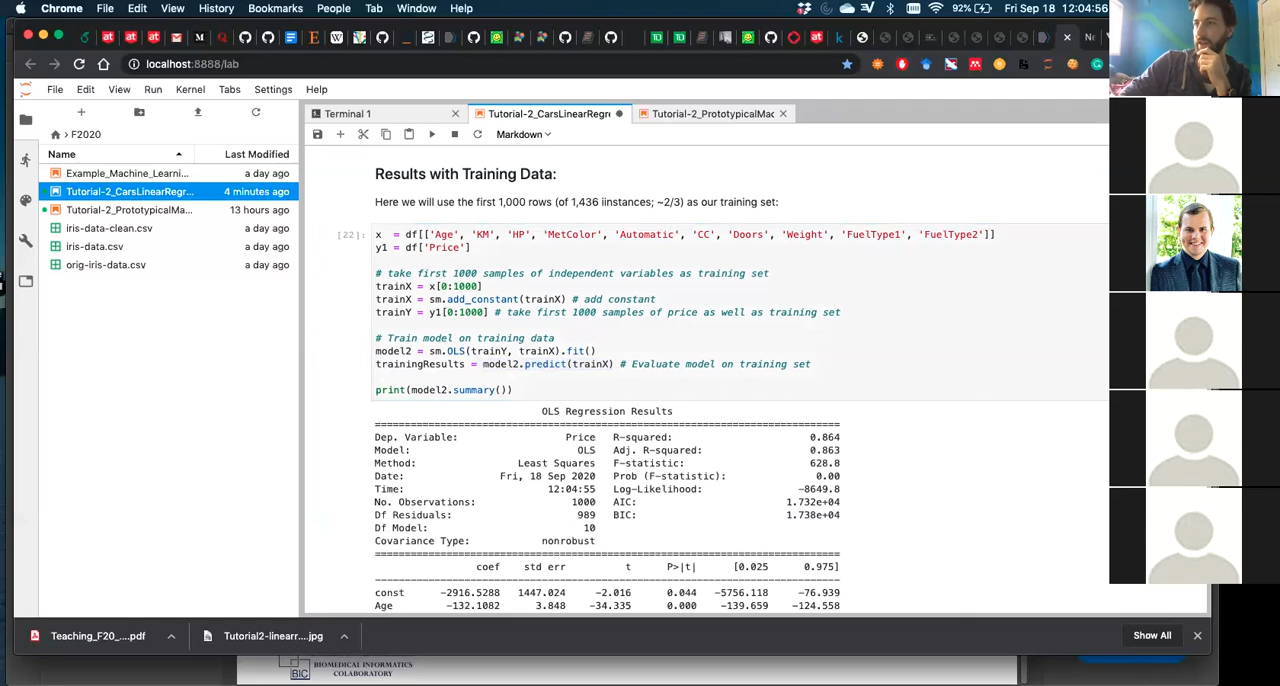 Chrome File Edit View History Bookmarks People Tab Window Help 92% Fri Sep 18 12:04:56
localhost:8888/lab
File Edit View Run Kernel Tabs Settings Help
Terminal 1 Tutorial-2_CarsLinearRegre Tutorial-2_PrototypicalMac
Markdown
F2020
Name Last Modified
Example_Machine_Learni... a day ago
Tutorial-2_CarsLinearRegr... 4 minutes ago
Tutorial-2_PrototypicalMa... 13 hours ago
iris-data-clean.csv a day ago
iris-data.csv a day ago
orig-iris-data.csv a day ago
Results with Training Data:
Here we will use the first 1,000 rows (of 1,436 iinstances; ~2/3) as our training set:
[22]: x = df[['Age', 'KM', 'HP', 'MetColor', 'Automatic', 'CC', 'Doors', 'Weight', 'FuelType1', 'FuelType2']]
y1 = df['Price']
# take first 1000 samples of independent variables as training set
trainX = x[0:1000]
trainX = sm.add_constant(trainX) # add constant
trainY = y1[0:1000] # take first 1000 samples of price as well as training set
# Train model on training data
model2 = sm.OLS(trainY, trainX).fit()
trainingResults = model2.predict(trainX) # Evaluate model on training set
print(model2.summary())
OLS Regression Results
Dep. Variable: Price R-squared: 0.864
Model: OLS Adj. R-squared: 0.863
Method: Least Squares F-statistic: 628.8
Date: Fri, 18 Sep 2020 Prob (F-statistic): 0.00
Time: 12:04:55 Log-Likelihood: -8649.8
No. Observations: 1000 AIC: 1.732e+04
Df Residuals: 989 BIC: 1.738e+04
Df Model: 10
Covariance Type: nonrobust
coef std err t P>|t| [0.025 0.975]
const -2916.5288 1447.024 -2.016 0.044 -5756.118 -76.939
Age -132.1082 3.848 -34.335 0.000 -139.659 -124.558
Teaching_F20_....pdf Tutorial2-linearr....jpg Show All
BIOMEDICAL INFORMATICS
BIC COLABORATORY